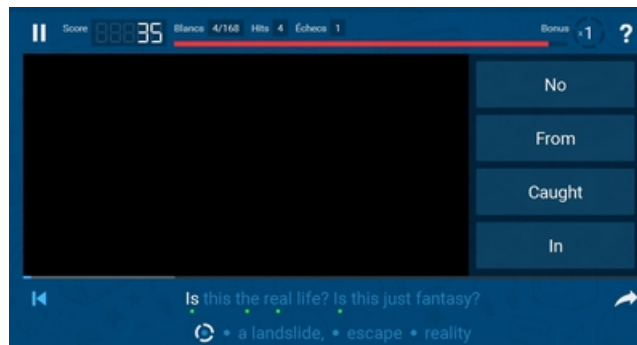 Score 35 Blancs 4/168 Hits 4 Échecs 1 Bonus x1 ?
No
From
Caught
In
Is this the real life? Is this just fantasy?
• a landslide, • escape • reality